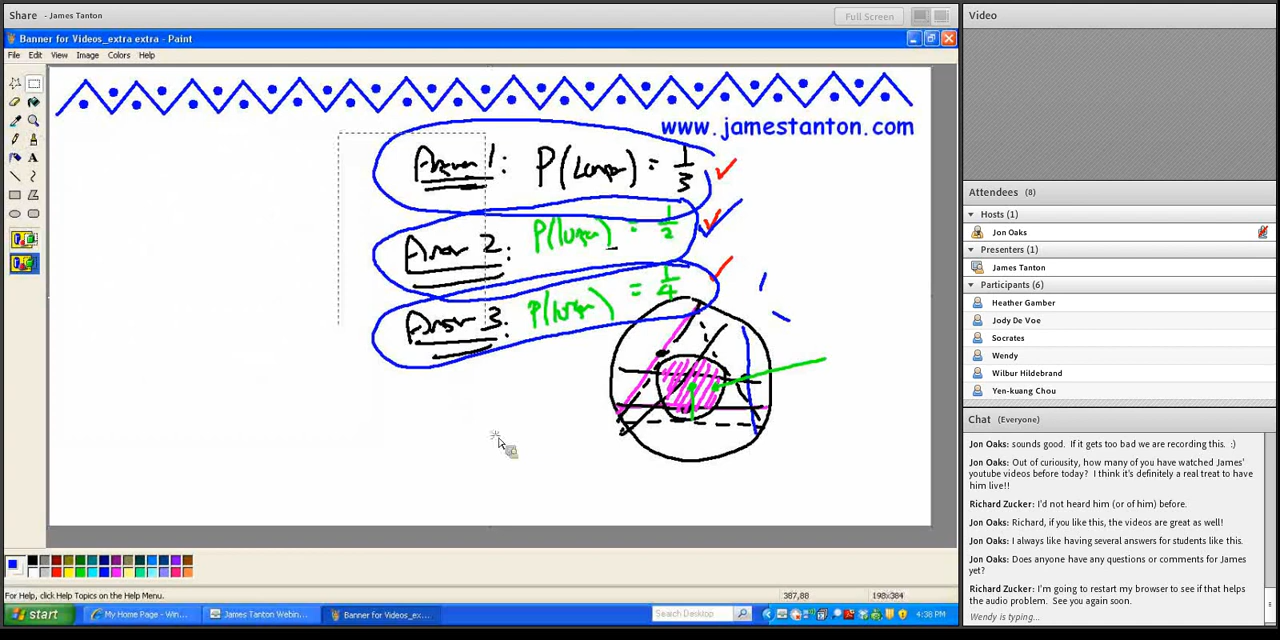 Share - James Tanton
Full Screen
Video
Banner for Videos_extra extra - Paint
File Edit View Image Colors Help
www.jamestanton.com
Answer 1: P(longer) = 1/3
Answer 2: P(longer) = 1/2
Answer 3: P(longer) = 1/4
Attendees (8)
Hosts (1)
Jon Oaks
Presenters (1)
James Tanton
Participants (6)
Heather Gamber
Jody De Voe
Socrates
Wendy
Wilbur Hildebrand
Yen-kuang Chou
Chat (Everyone)
Jon Oaks: sounds good. If it gets too bad we are recording this. :)
Jon Oaks: Out of curiousity, how many of you have watched James'
youtube videos before today? I think it's definitely a real treat to have
him live!!
Richard Zucker: I'd not heard him (or of him) before.
Jon Oaks: Richard, if you like this, the videos are great as well!
Jon Oaks: I always like having several answers for students like this.
Jon Oaks: Does anyone have any questions or comments for James
yet?
Richard Zucker: I'm going to restart my browser to see if that helps
the audio problem. See you again soon.
Wendy is typing...
For Help, click Help Topics on the Help Menu.
387,88
198x384
start
My Home Page - Win...
James Tanton Webin...
Banner for Videos_ex...
Search Desktop
4:38 PM